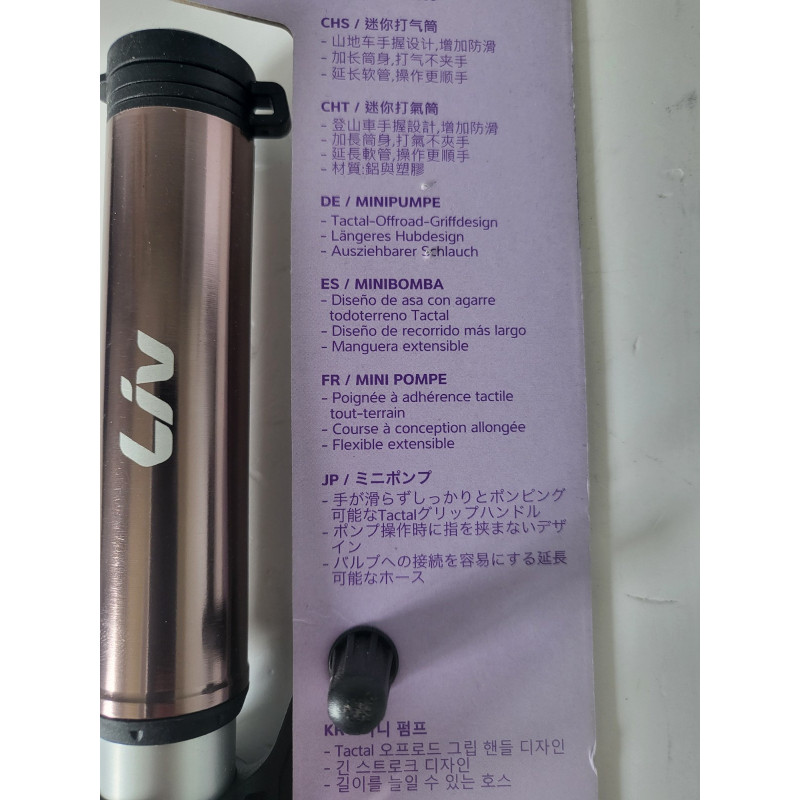 Liv
CHS / 迷你打气筒
- 山地车手握设计,增加防滑
- 加长筒身,打气不夹手
- 延长软管,操作更顺手
CHT / 迷你打氣筒
- 登山車手握設計,增加防滑
- 加長筒身,打氣不夾手
- 延長軟管,操作更順手
- 材質:鋁與塑膠
DE / MINIPUMPE
- Tactal-Offroad-Griffdesign
- Längeres Hubdesign
- Ausziehbarer Schlauch
ES / MINIBOMBA
- Diseño de asa con agarre
todoterreno Tactal
- Diseño de recorrido más largo
- Manguera extensible
FR / MINI POMPE
- Poignée à adhérence tactile
tout-terrain
- Course à conception allongée
- Flexible extensible
JP / ミニポンプ
- 手が滑らずしっかりとポンピング
可能なTactalグリップハンドル
- ポンプ操作時に指を挟まないデザ
イン
- バルブへの接続を容易にする延長
可能なホース
펌프
- Tactal 오프로드 그립 핸들 디자인
- 긴 스트로크 디자인
- 길이를 늘일 수 있는 호스